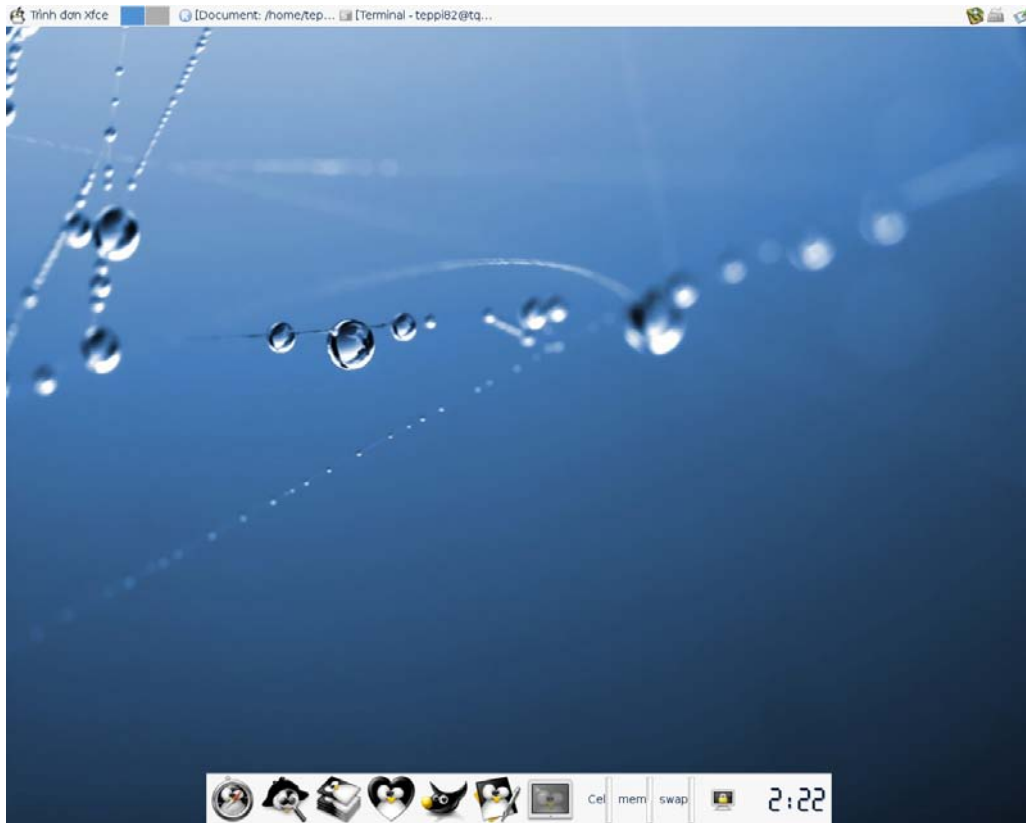 Trình đơn Xfce [Document: /home/tep... [Terminal - teppi82@tq...
Cel mem swap 2:22